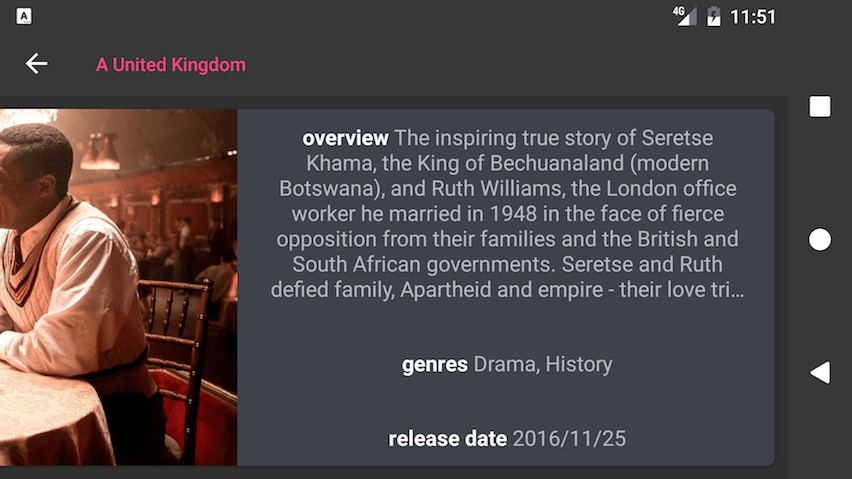 A
4G
11:51
A United Kingdom
overview The inspiring true story of Seretse
Khama, the King of Bechuanaland (modern
Botswana), and Ruth Williams, the London office
worker he married in 1948 in the face of fierce
opposition from their families and the British and
South African governments. Seretse and Ruth
defied family, Apartheid and empire - their love tri...
genres Drama, History
release date 2016/11/25